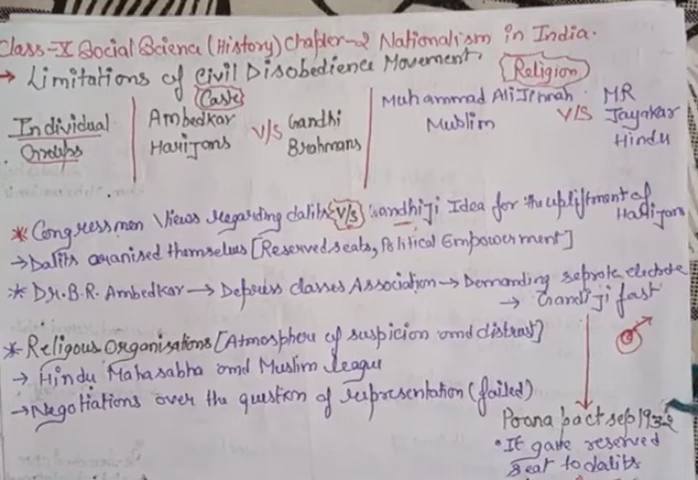 Class-X Social Science (History) Chapter-2 Nationalism in India.
→ Limitations of Civil Disobedience Movement.
Caste
Religion
Individual Groups
Ambedkar Harijans
V/S
Gandhi Brahmans
Muhammad Ali Jinnah Muslim
V/S
MR Jayakar Hindu
* Congressmen Views regarding dalits V/S Gandhiji Idea for the upliftment of Harijans
→ Dalits organised themselves [Reserved seats, Political Empowerment]
* Dr. B.R. Ambedkar → Depress classes Association → Demanding seprate electorate
→ Gandhiji fast
* Religous Organisations [Atmosphere of suspicion and distrust]
→ Hindu Mahasabha and Muslim league
→ Negotiations over the question of representation (failed)
Poona pact sep 1932
• It gave reserved
seat to dalits